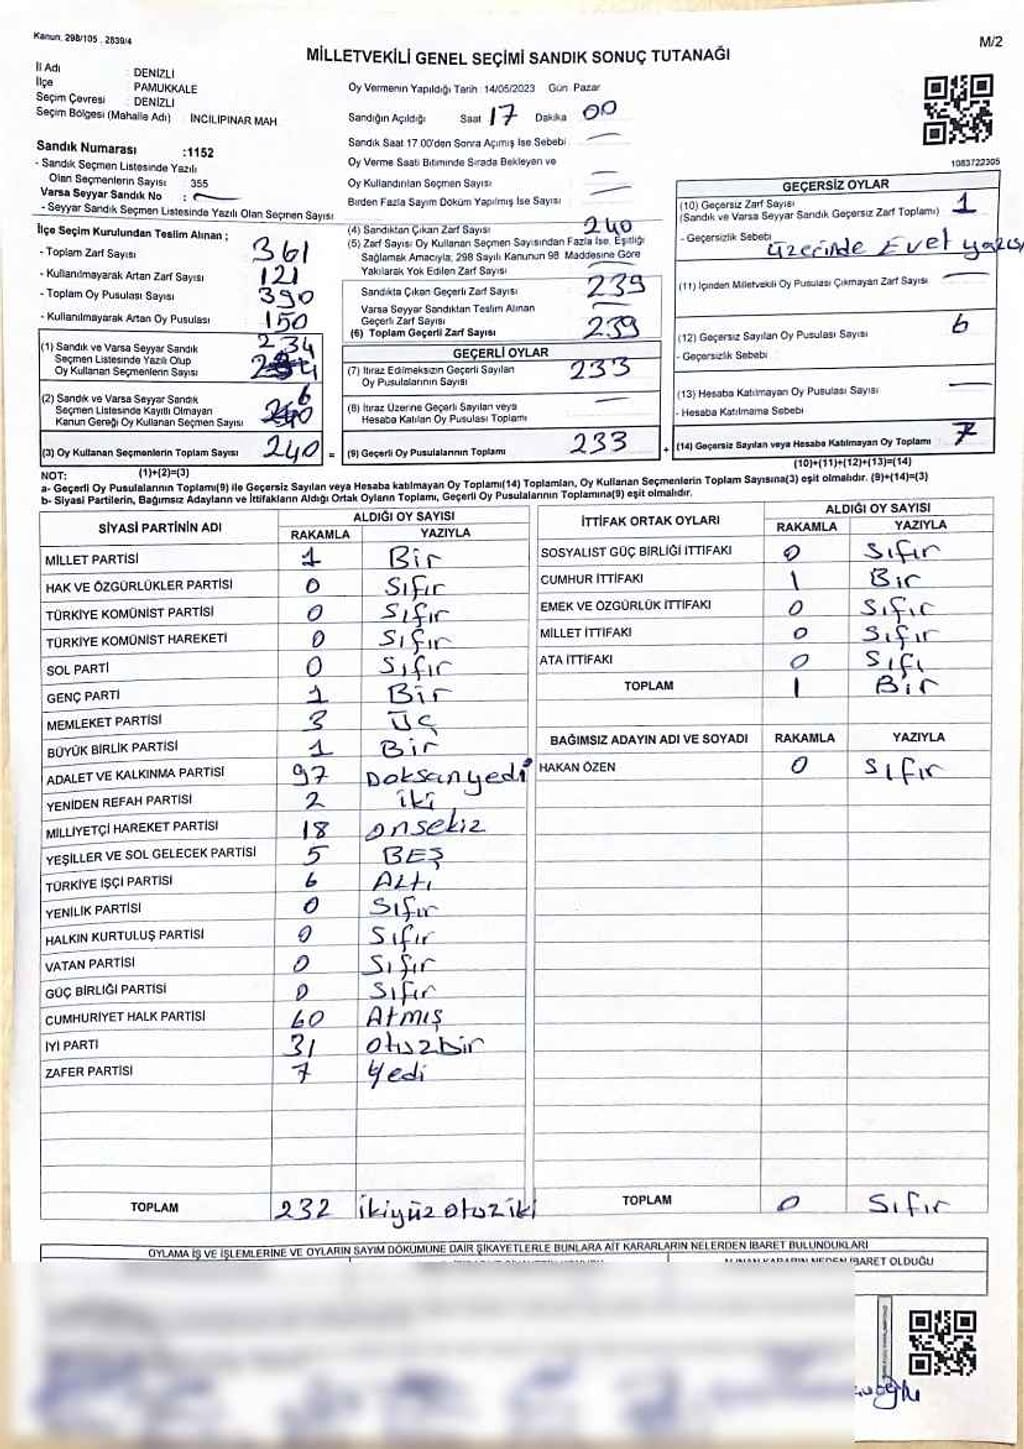 Kanun. 298/105 . 2839/4
M/2
MİLLETVEKİLİ GENEL SEÇİMİ SANDIK SONUÇ TUTANAĞI
İl Adı : DENİZLİ
İlçe PAMUKKALE
Seçim Çevresi : DENİZLİ
Seçim Bölgesi (Mahalle Adı) : İNCİLİPINAR MAH
Sandık Numarası :1152
- Sandık Seçmen Listesinde Yazılı
Olan Seçmenlerin Sayısı 355
Varsa Seyyar Sandık No :
- Seyyar Sandık Seçmen Listesinde Yazılı Olan Seçmen Sayısı
Oy Vermenin Yapıldığı Tarih 14/05/2023 Gün Pazar
Sandığın Açıldığı Saat 17 Dakika 00
Sandık Saat 17.00'den Sonra Açımış İse Sebebi
Oy Verme Saati Bitiminde Sırada Bekleyen ve
Oy Kullandırılan Seçmen Sayısı
Birden Fazla Sayım Döküm Yapılmış İse Sayısı
1083722305
İlçe Seçim Kurulundan Teslim Alınan ;
- Toplam Zarf Sayısı 361
- Kullanılmayarak Artan Zarf Sayısı 121
- Toplam Oy Pusulası Sayısı 390
- Kullanılmayarak Artan Oy Pusulası 150
(1) Sandık ve Varsa Seyyar Sandık 234
Seçmen Listesinde Yazılı Olup
Oy Kullanan Seçmenlerin Sayısı
(2) Sandık ve Varsa Seyyar Sandık 6
Seçmen Listesinde Kayıtlı Olmayan
Kanun Gereği Oy Kullanan Seçmen Sayısı
(3) Oy Kullanan Seçmenlerin Toplam Sayısı 240 =
(1)+(2)=(3)
(4) Sandıktan Çıkan Zarf Sayısı 240
(5) Zarf Sayısı Oy Kullanan Seçmen Sayısından Fazla İse, Eşitliği
Sağlamak Amacıyla, 298 Sayılı Kanunun 98. Maddesine Göre
Yakılarak Yok Edilen Zarf Sayısı
Sandıkta Çıkan Geçerli Zarf Sayısı 239
Varsa Seyyar Sandıktan Teslim Alınan
Geçerli Zarf Sayısı
(6) Toplam Geçerli Zarf Sayısı 239
GEÇERLİ OYLAR
(7) İtiraz Edilmeksizin Geçerli Sayılan 233
Oy Pusulalarının Sayısı
(8) İtiraz Üzerine Geçerli Sayılan veya
Hesaba Katılan Oy Pusulası Toplamı
(9) Geçerli Oy Pusulalarının Toplamı 233 +
GEÇERSİZ OYLAR
(10) Geçersiz Zarf Sayısı 1
(Sandık ve Varsa Seyyar Sandık Geçersiz Zarf Toplamı)
- Geçersizlik Sebebi üzerinde Evet yazısı
(11) İçinden Milletvekili Oy Pusulası Çıkmayan Zarf Sayısı
(12) Geçersiz Sayılan Oy Pusulası Sayısı 6
- Geçersizlik Sebebi
(13) Hesaba Katılmayan Oy Pusulası Sayısı
- Hesaba Katılmama Sebebi
(14) Geçersiz Sayılan veya Hesaba Katılmayan Oy Toplamı 7
(10)+(11)+(12)+(13)=(14)
NOT:
a- Geçerli Oy Pusulalarının Toplamı(9) ile Geçersiz Sayılan veya Hesaba katılmayan Oy Toplamı(14) Toplamları, Oy Kullanan Seçmenlerin Toplam Sayısına(3) eşit olmalıdır. (9)+(14)=(3)
b- Siyasi Partilerin, Bağımsız Adayların ve İttifakların Aldığı Ortak Oyların Toplamı, Geçerli Oy Pusulalarının Toplamına(9) eşit olmalıdır.
SİYASİ PARTİNİN ADI
ALDIĞI OY SAYISI
RAKAMLA YAZIYLA
MİLLET PARTİSİ 1 Bir
HAK VE ÖZGÜRLÜKLER PARTİSİ 0 Sıfır
TÜRKİYE KOMÜNİST PARTİSİ 0 Sıfır
TÜRKİYE KOMÜNİST HAREKETİ 0 Sıfır
SOL PARTİ 0 Sıfır
GENÇ PARTİ 1 Bir
MEMLEKET PARTİSİ 3 üç
BÜYÜK BİRLİK PARTİSİ 1 Bir
ADALET VE KALKINMA PARTİSİ 97 Doksanyedi
YENİDEN REFAH PARTİSİ 2 iki
MİLLİYETÇİ HAREKET PARTİSİ 18 onsekiz
YEŞİLLER VE SOL GELECEK PARTİSİ 5 BEŞ
TÜRKİYE İŞÇİ PARTİSİ 6 Altı
YENİLİK PARTİSİ 0 Sıfır
HALKIN KURTULUŞ PARTİSİ 0 Sıfır
VATAN PARTİSİ 0 Sıfır
GÜÇ BİRLİĞİ PARTİSİ 0 Sıfır
CUMHURİYET HALK PARTİSİ 60 Atmış
İYİ PARTİ 31 otuzbir
ZAFER PARTİSİ 7 Yedi
TOPLAM 232 ikiyüz otuz iki
İTTİFAK ORTAK OYLARI
ALDIĞI OY SAYISI
RAKAMLA YAZIYLA
SOSYALİST GÜÇ BİRLİĞİ İTTİFAKI 0 Sıfır
CUMHUR İTTİFAKI 1 Bir
EMEK VE ÖZGÜRLÜK İTTİFAKI 0 Sıfır
MİLLET İTTİFAKI 0 Sıfır
ATA İTTİFAKI 0 Sıfı
TOPLAM 1 Bir
BAĞIMSIZ ADAYIN ADI VE SOYADI RAKAMLA YAZIYLA
HAKAN ÖZEN 0 Sıfır
TOPLAM 0 Sıfır
OYLAMA İŞ VE İŞLEMLERİNE VE OYLARIN SAYIM DÖKÜMÜNE DAİR ŞİKAYETLERLE BUNLARA AİT KARARLARIN NELERDEN İBARET BULUNDUKLARI
İBARET OLDUĞU